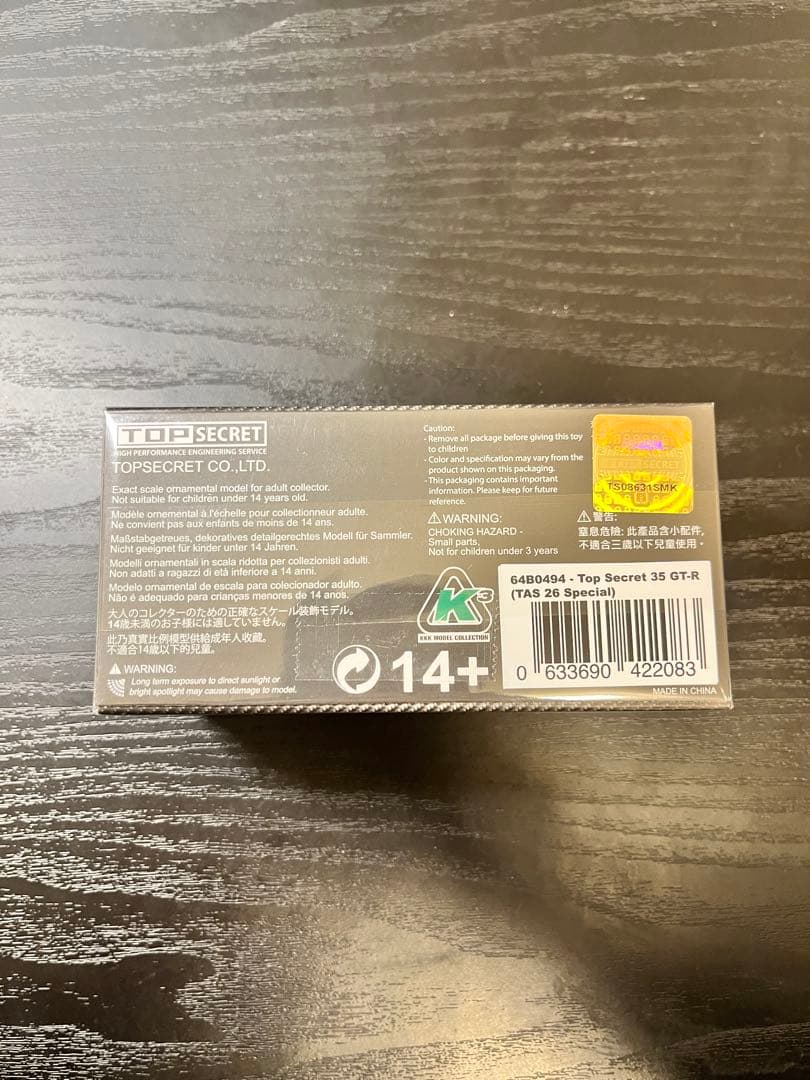 TOP SECRET
HIGH PERFORMANCE ENGINEERING SERVICE
TOPSECRET CO.,LTD.
Exact scale ornamental model for adult collector.
Not suitable for children under 14 years old.
Modèle ornemental à l'échelle pour collectionneur adulte.
Ne convient pas aux enfants de moins de 14 ans.
Maßstabgetreues, dekoratives detailgerechtes Modell für Sammler.
Nicht geeignet für kinder unter 14 Jahren.
Modelli ornamentali in scala ridotta per collezionisti adulti.
Non adatti a ragazzi di età inferiore a 14 anni.
Modelo ornamental de escala para colecionador adulto.
Não é adequado para crianças menores de 14 anos.
大人のコレクターのための正確なスケール装飾モデル。
14歳未満のお子様には適していません。
此乃真實比例模型供給成年人收藏。
不適合14歲以下的兒童。
WARNING:
Long term exposure to direct sunlight or
bright spotlight may cause damage to model.
Caution:
- Remove all package before giving this toy
to children
- Color and specification may vary from the
product shown on this packaging.
- This packaging contains important
information. Please keep for future
reference.
WARNING:
CHOKING HAZARD -
Small parts,
Not for children under 3 years
SECRET
TS08631SMK
警告:
窒息危險: 此產品含小配件,
不適合三歲以下兒童使用。
K3
KKK MODEL COLLECTION
14+
64B0494 - Top Secret 35 GT-R
(TAS 26 Special)
0 633690 422083
MADE IN CHINA